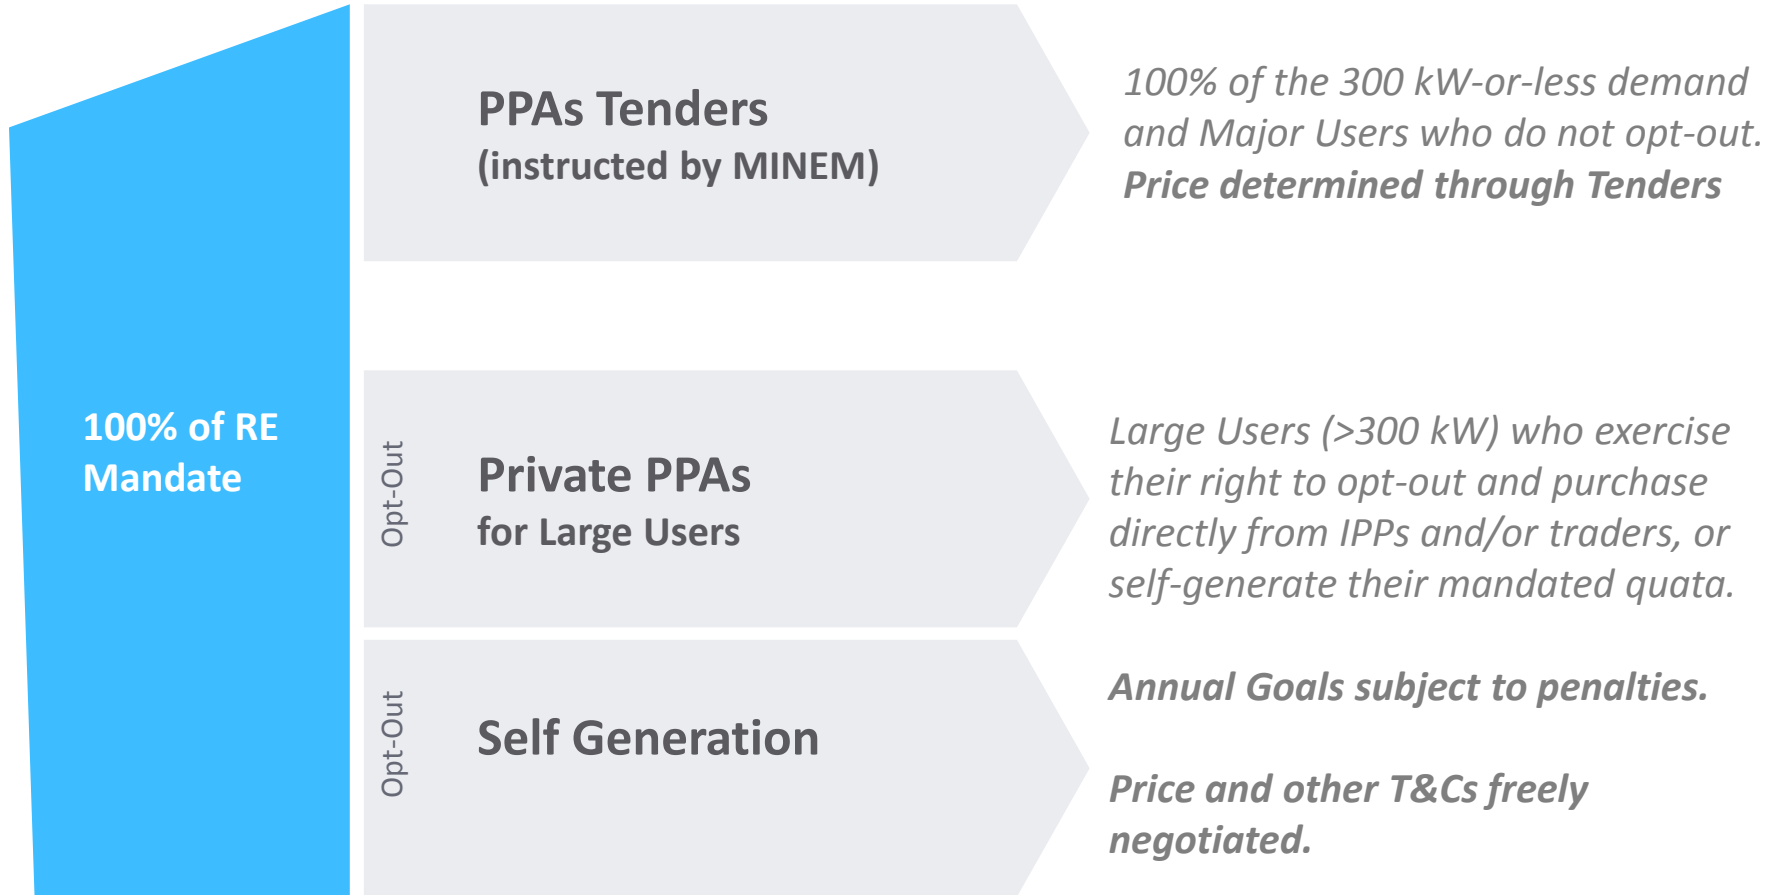 PPAs Tenders
(instructed by MINEM)
100% of the 300 kW-or-less demand
and Major Users who do not opt-out.
Price determined through Tenders
100% of RE
Mandate
Opt-Out
Private PPAs
for Large Users
Large Users (>300 kW) who exercise
their right to opt-out and purchase
directly from IPPs and/or traders, or
self-generate their mandated quata.
Opt-Out
Self Generation
Annual Goals subject to penalties.
Price and other T&Cs freely
negotiated.